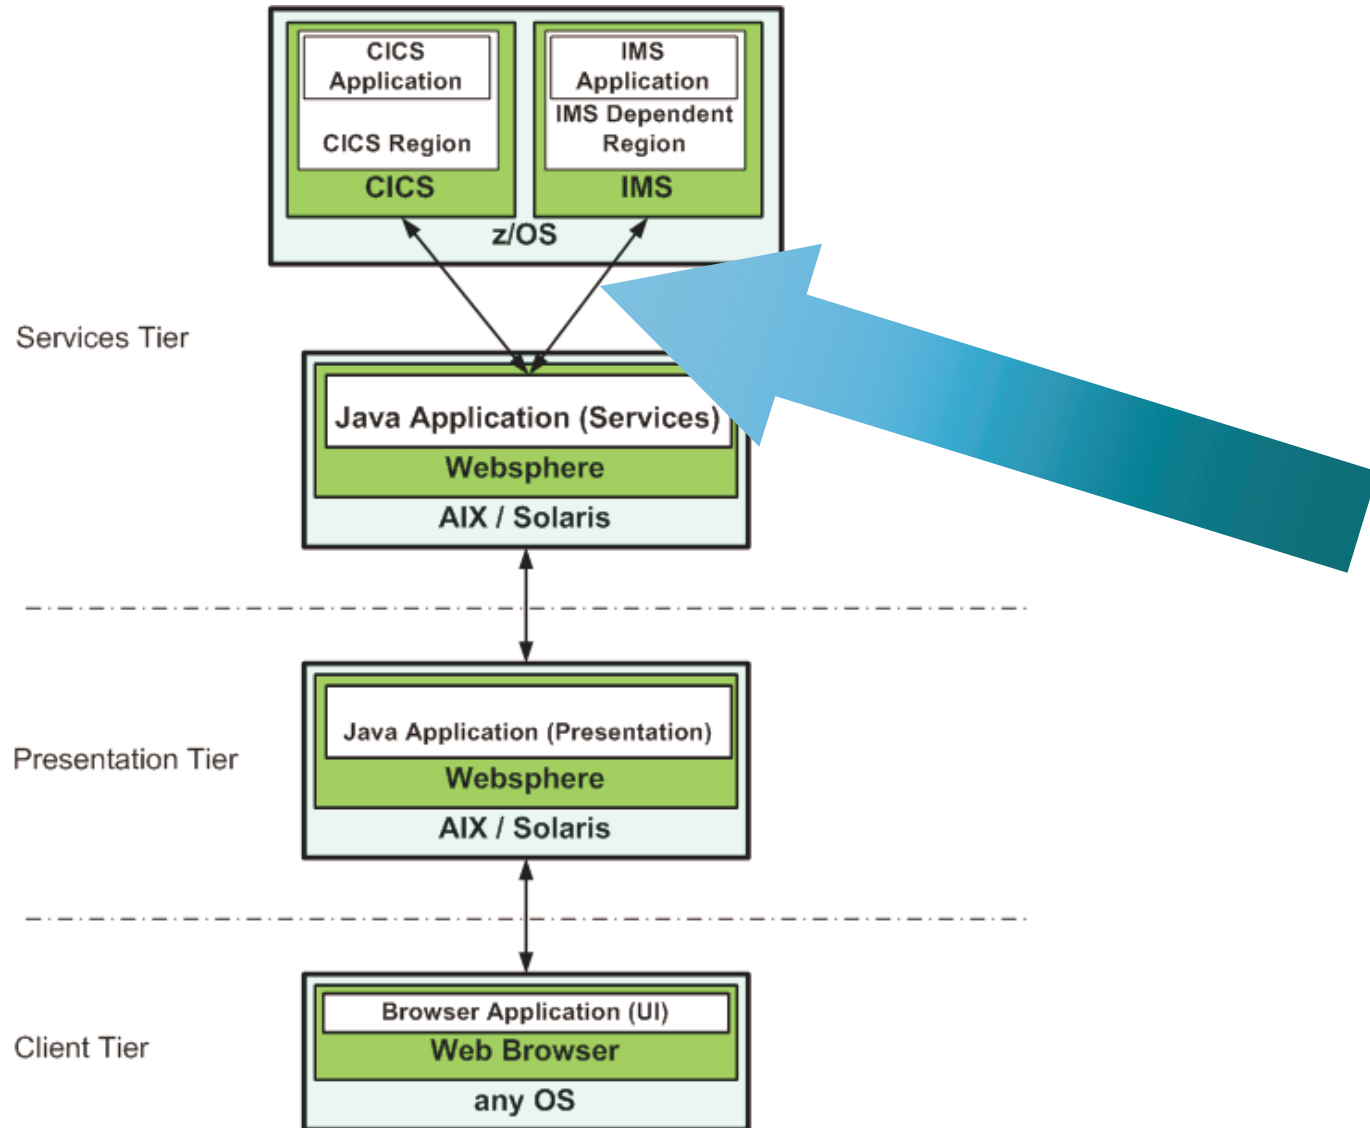 CICS
Application
CICS Region
CICS
IMS
Application
IMS Dependent
Region
IMS
z/OS
Services Tier
Java Application (Services)
Websphere
AIX / Solaris
Presentation Tier
Java Application (Presentation)
Websphere
AIX / Solaris
Client Tier
Browser Application (UI)
Web Browser
any OS